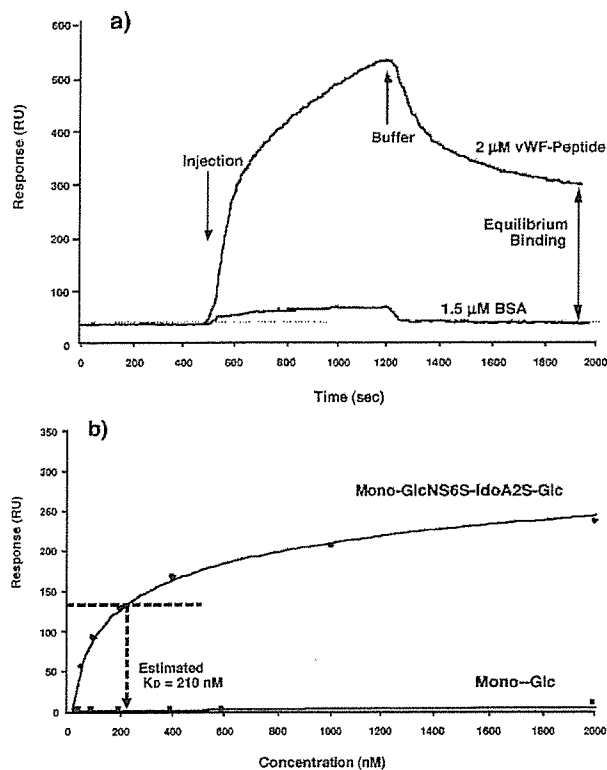 a)
600
500
400
300
200
100
0
Response (RU)
Injection
Buffer
2 μM vWF-Peptide
Equilibrium
Binding
1.5 μM BSA
0 200 400 600 800 1000 1200 1400 1600 1800 2000
Time (sec)
b)
350
300
250
200
150
100
50
0
Response (RU)
Mono-GlcNS6S-IdoA2S-Glc
Estimated
KD = 210 nM
Mono--Glc
0 200 400 600 800 1000 1200 1400 1600 1800 2000
Concentration (nM)